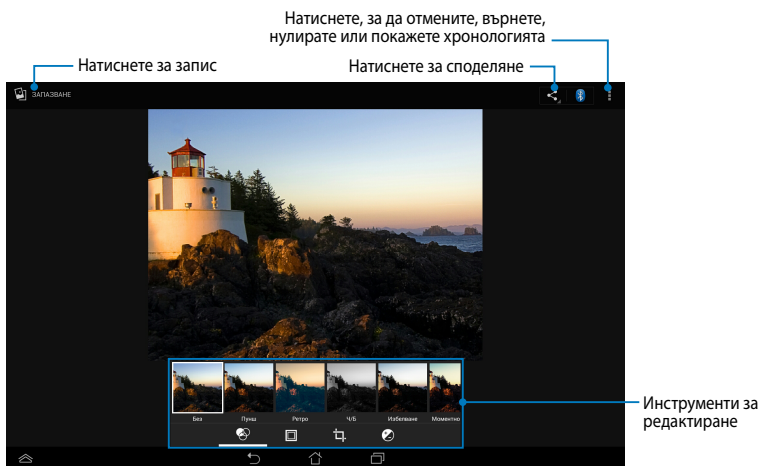 Натиснете, за да отмените, върнете,
нулирате или покажете хронологията
Натиснете за запис
Натиснете за споделяне
ЗАПАЗВАНЕ
Без
Пунш
Ретро
Ч/Б
Избелване
Моментно
Инструменти за
редактиране